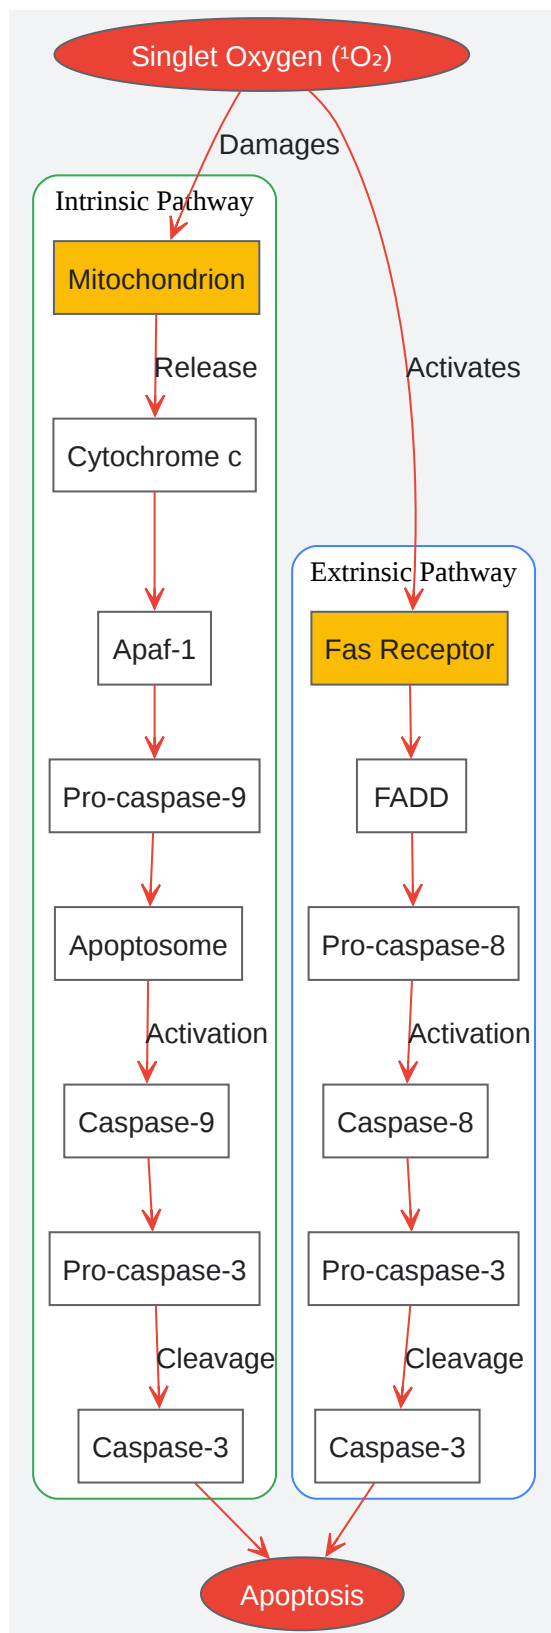 Singlet Oxygen (¹O₂)
Damages
Intrinsic Pathway
Mitochondrion
Release
Activates
Cytochrome c
Extrinsic Pathway
Apaf-1
Fas Receptor
Pro-caspase-9
FADD
Apoptosome
Pro-caspase-8
Activation
Activation
Caspase-9
Caspase-8
Pro-caspase-3
Pro-caspase-3
Cleavage
Cleavage
Caspase-3
Caspase-3
Apoptosis